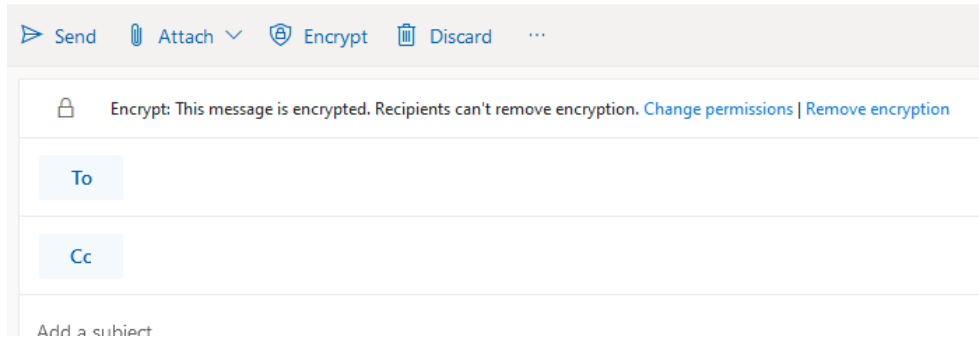 Send Attach Encrypt Discard ...
Encrypt: This message is encrypted. Recipients can't remove encryption. Change permissions | Remove encryption
To
Cc
Add a subject